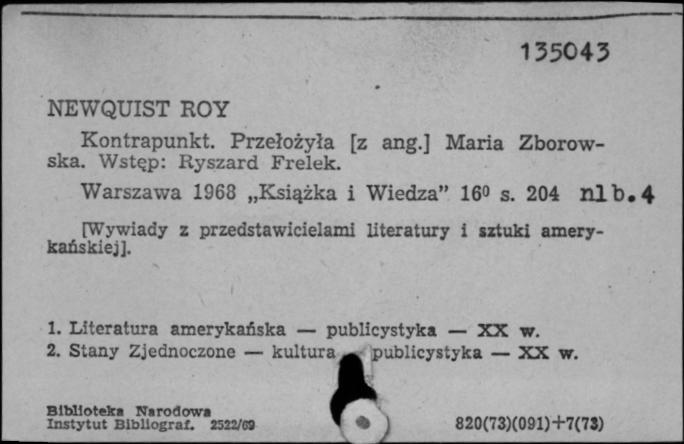 135043
NEWQUIST ROY
Kontrapunkt. Przełożyła [z ang.] Maria Zborow-
ska. Wstęp: Ryszard Frelek.
Warszawa 1968 „Książka i Wiedza” 16⁰ s. 204 nlb. 4
[Wywiady z przedstawicielami literatury i sztuki amery-
kańskiej].
1. Literatura amerykańska — publicystyka — XX w.
2. Stany Zjednoczone — kultura publicystyka — XX w.
Biblioteka Narodowa
Instytut Bibliograf. 2522/69
820(73)(091)+7(73)